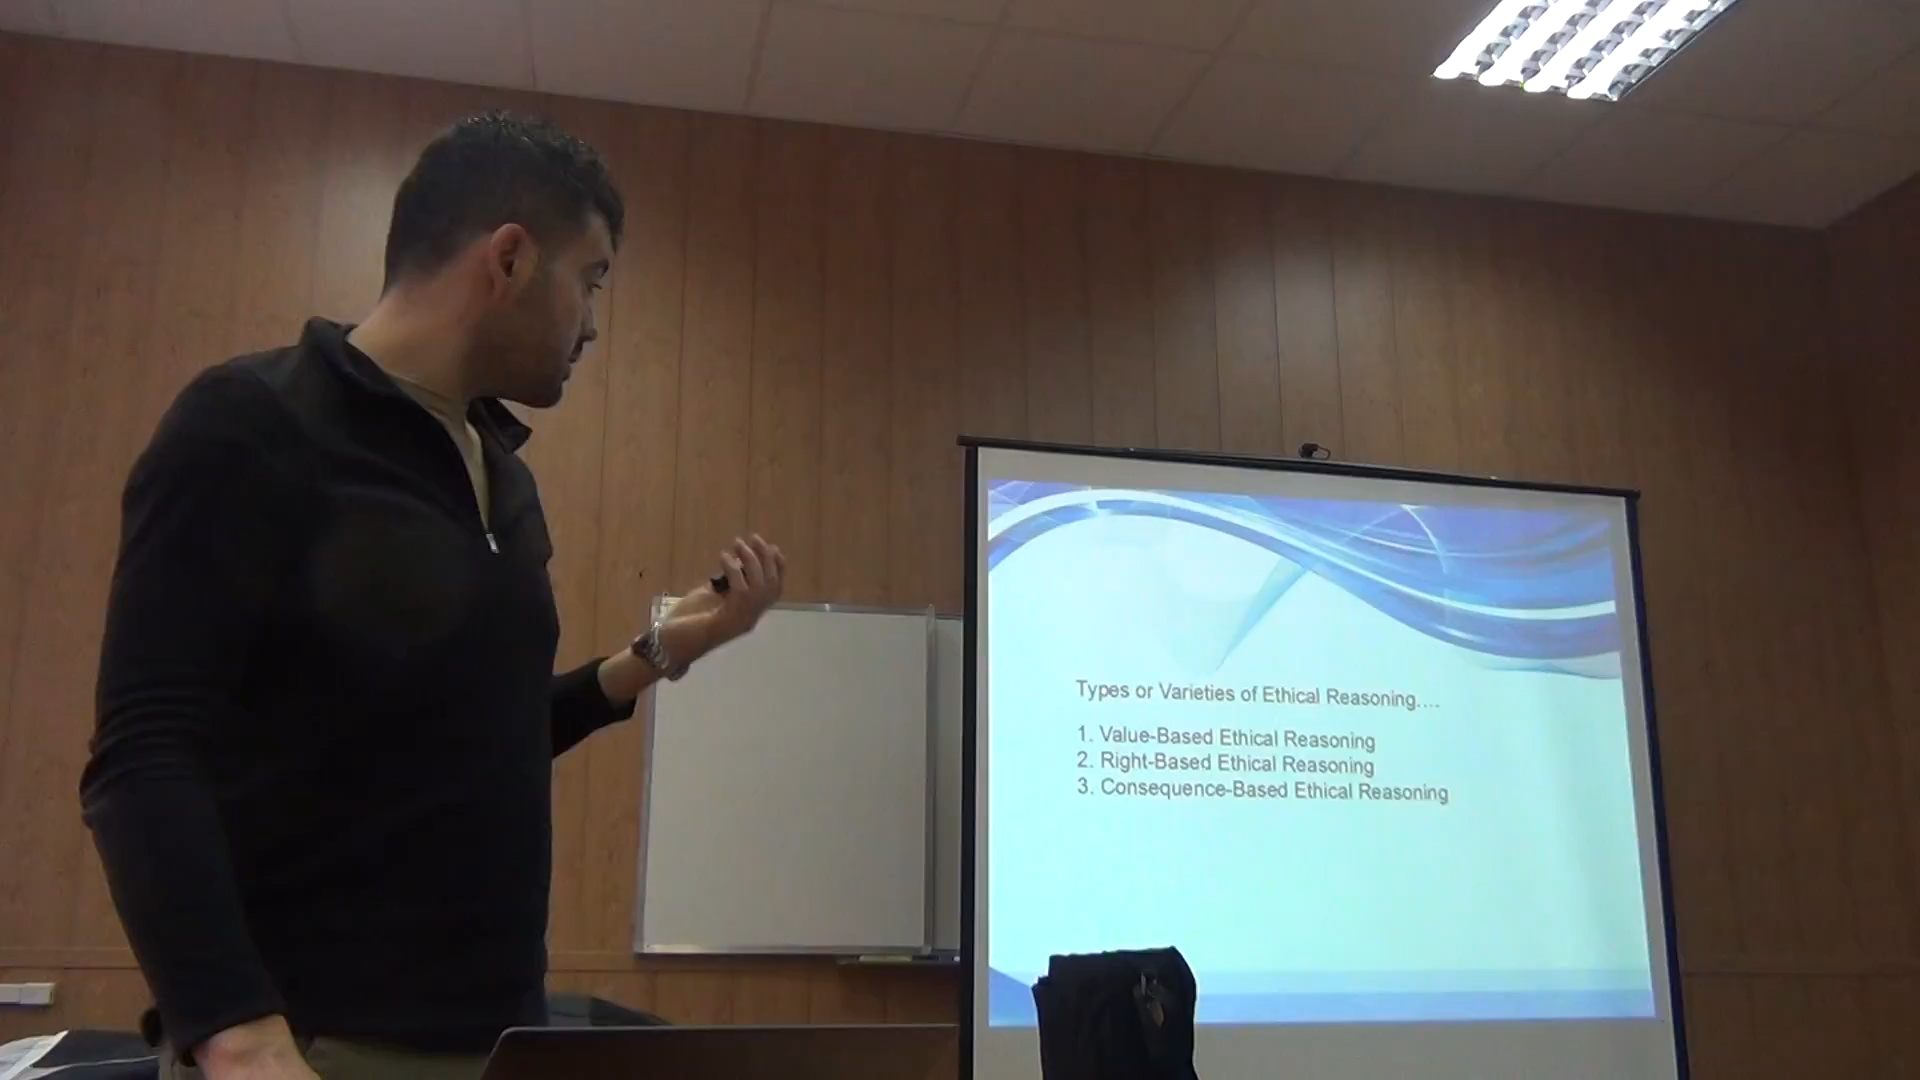 Types or Varieties of Ethical Reasoning....
1. Value-Based Ethical Reasoning
2. Right-Based Ethical Reasoning
3. Consequence-Based Ethical Reasoning